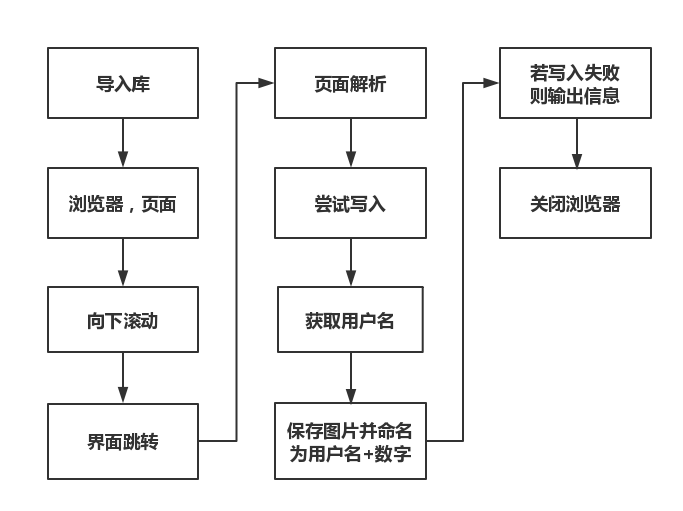 导入库
浏览器，页面
向下滚动
界面跳转
页面解析
尝试写入
获取用户名
保存图片并命名
为用户名+数字
若写入失败
则输出信息
关闭浏览器